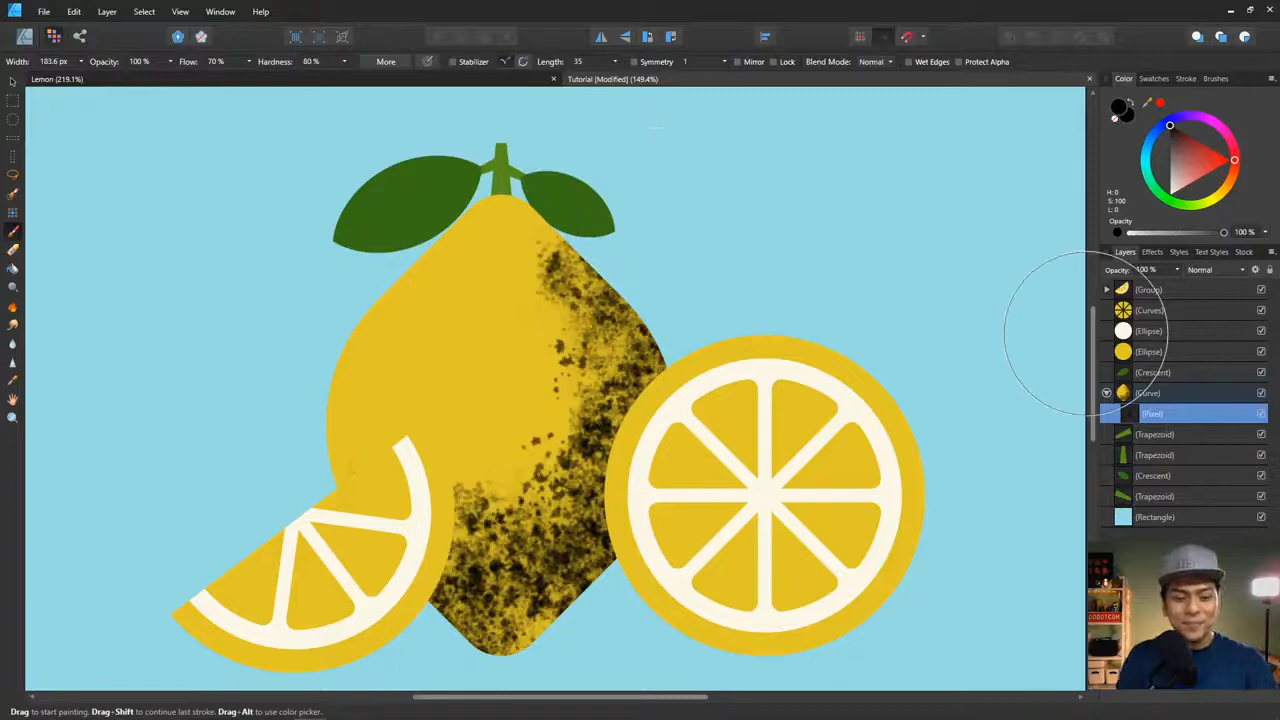 File Edit Layer Select View Window Help
Width: 183.6 px Opacity: 100 % Flow: 70 % Hardness: 80 % More Stabilizer Length: 35 Symmetry 1 Mirror Lock Blend Mode: Normal Wet Edges Protect Alpha
Lemon (219.1%) Tutorial [Modified] (149.4%)
Color Swatches Stroke Brushes
H: 0
S: 100
L: 0
Opacity
100 %
Layers Effects Styles Text Styles Stock
Opacity: 100 % Normal
(Group)
(Curves)
(Ellipse)
(Ellipse)
(Crescent)
(Curve)
(Pixel)
(Trapezoid)
(Trapezoid)
(Crescent)
(Trapezoid)
(Rectangle)
Drag to start painting. Drag+Shift to continue last stroke. Drag+Alt to use color picker.